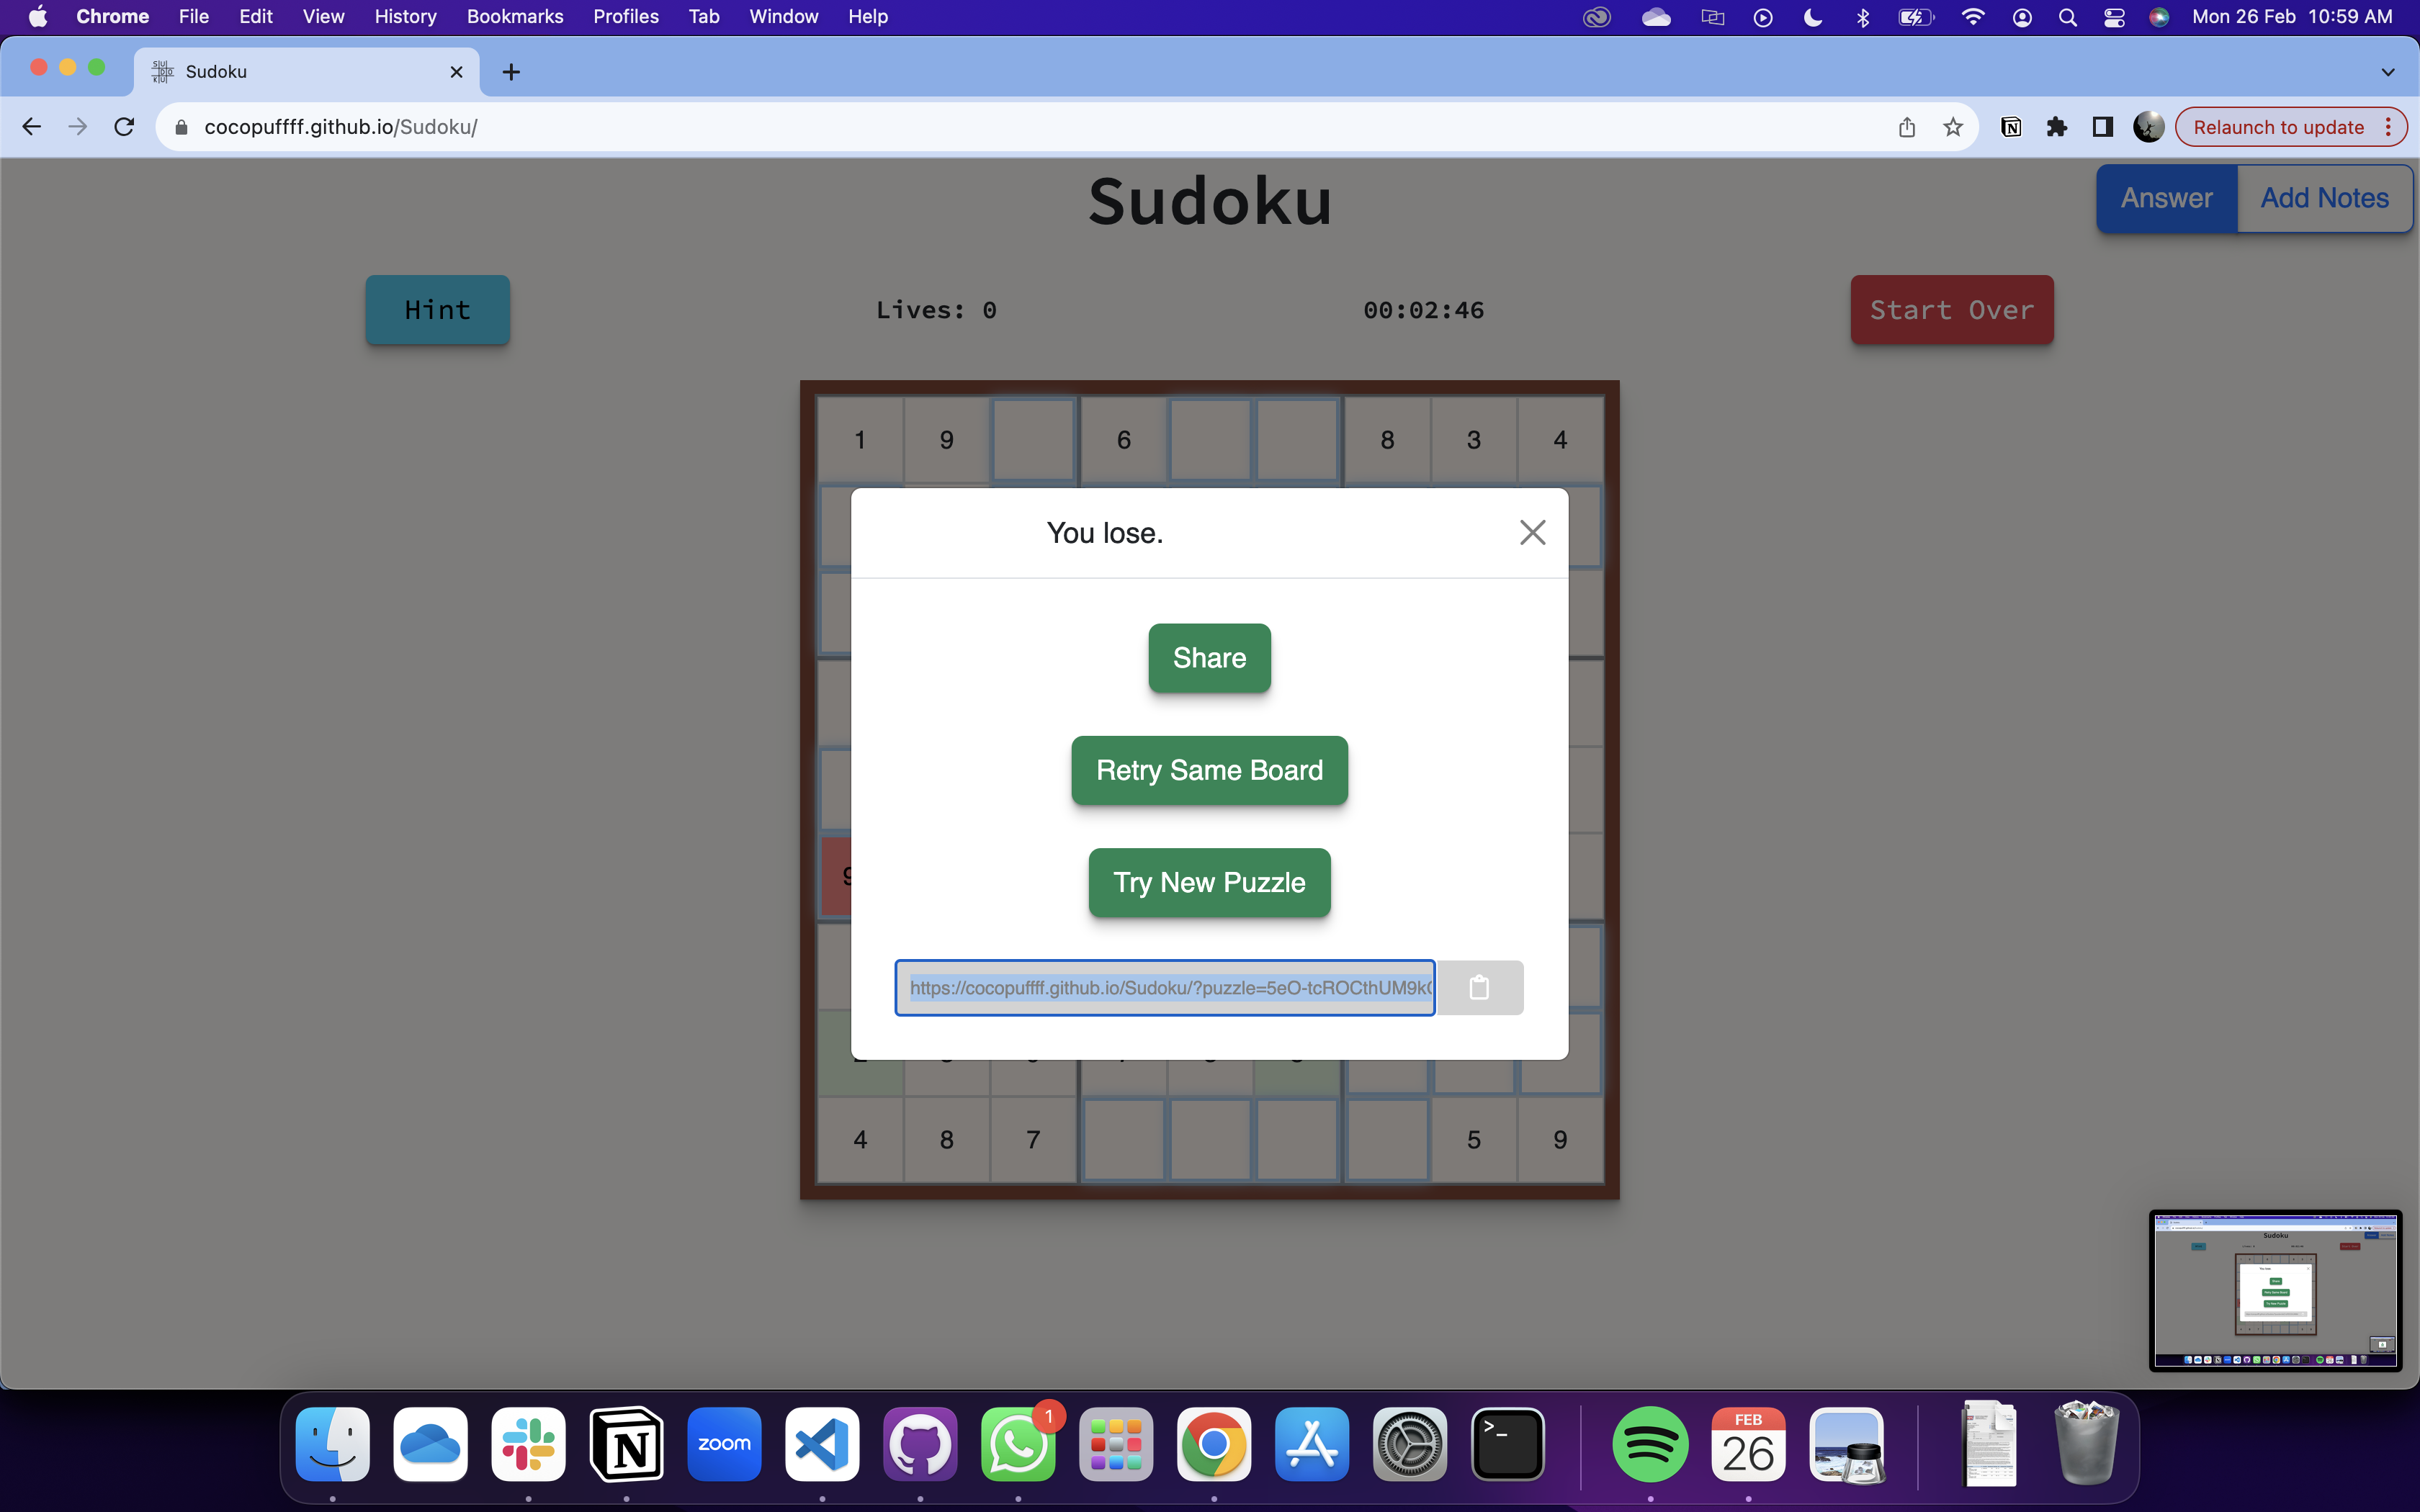 Chrome File Edit View History Bookmarks Profiles Tab Window Help Mon 26 Feb 10:59 AM
Sudoku
cocopuffff.github.io/Sudoku/ Relaunch to update
Sudoku
Answer Add Notes
Hint Lives: 0 00:02:46 Start Over
1 9 6 8 3 4
You lose.
Share
Retry Same Board
Try New Puzzle
9
https://cocopuffff.github.io/Sudoku/?puzzle=5eO-tcROCthUM9k
4 8 7 5 9
1
zoom
FEB
26